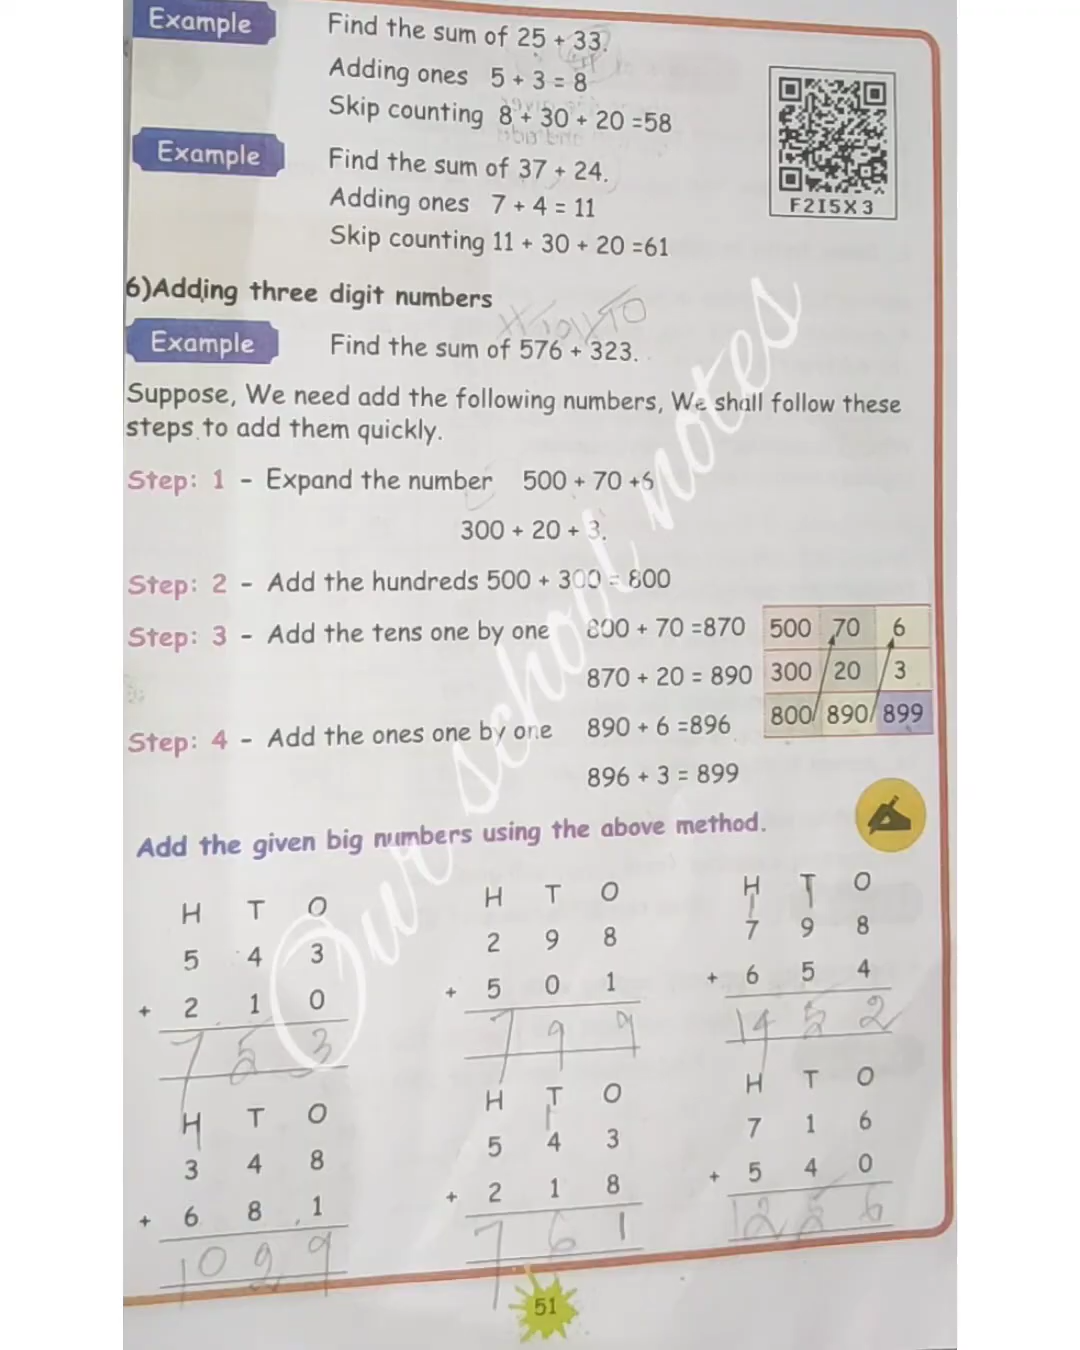 Example Find the sum of 25 + 33.
Adding ones 5 + 3 = 8
Skip counting 8 + 30 + 20 =58
Example Find the sum of 37 + 24.
Adding ones 7 + 4 = 11
Skip counting 11 + 30 + 20 =61
F2I5X3
6)Adding three digit numbers
Example Find the sum of 576 + 323.
Suppose, We need add the following numbers, We shall follow these
steps to add them quickly.
Step: 1 - Expand the number 500 + 70 +6
300 + 20 + 3.
Step: 2 - Add the hundreds 500 + 300 = 800
Step: 3 - Add the tens one by one 800 + 70 =870
870 + 20 = 890
Step: 4 - Add the ones one by one 890 + 6 =896
896 + 3 = 899
500 70 6
300 20 3
800 890 899
Our school notes
Add the given big numbers using the above method.
H T O
5 4 3
+ 2 1 0
7 5 3
H T O
2 9 8
+ 5 0 1
7 9 9
H T O
1 1
7 9 8
+ 6 5 4
14 5 2
H T O
1
3 4 8
+ 6 8 1
10 2 9
H T O
1
5 4 3
+ 2 1 8
7 6 1
H T O
7 1 6
+ 5 4 0
12 5 6
51